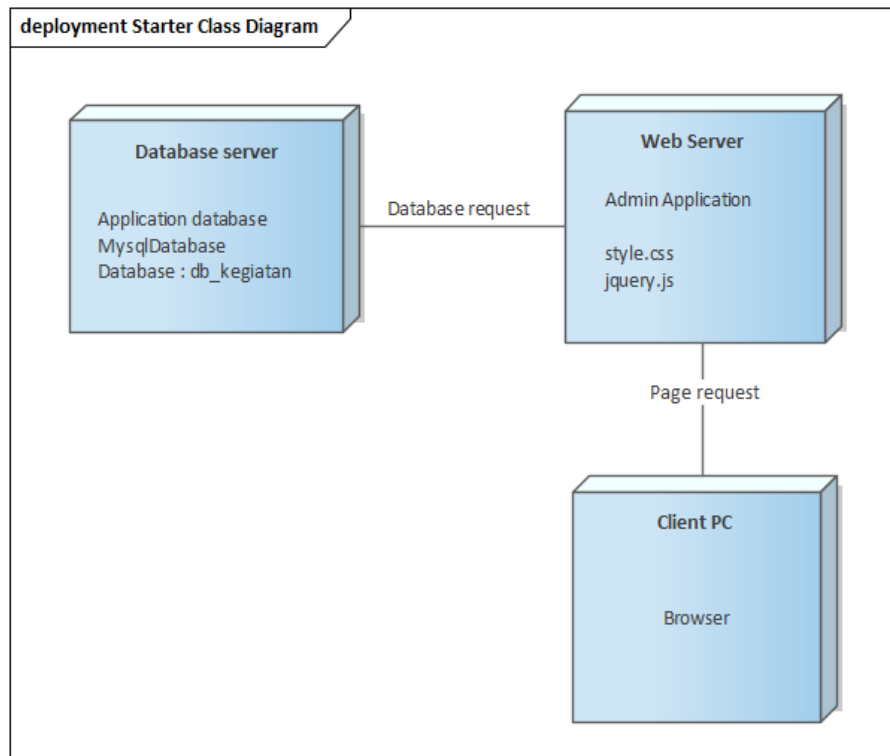 deployment Starter Class Diagram
Database server
Application database
MysqlDatabase
Database : db_kegiatan
Database request
Web Server
Admin Application
style.css
jquery.js
Page request
Client PC
Browser